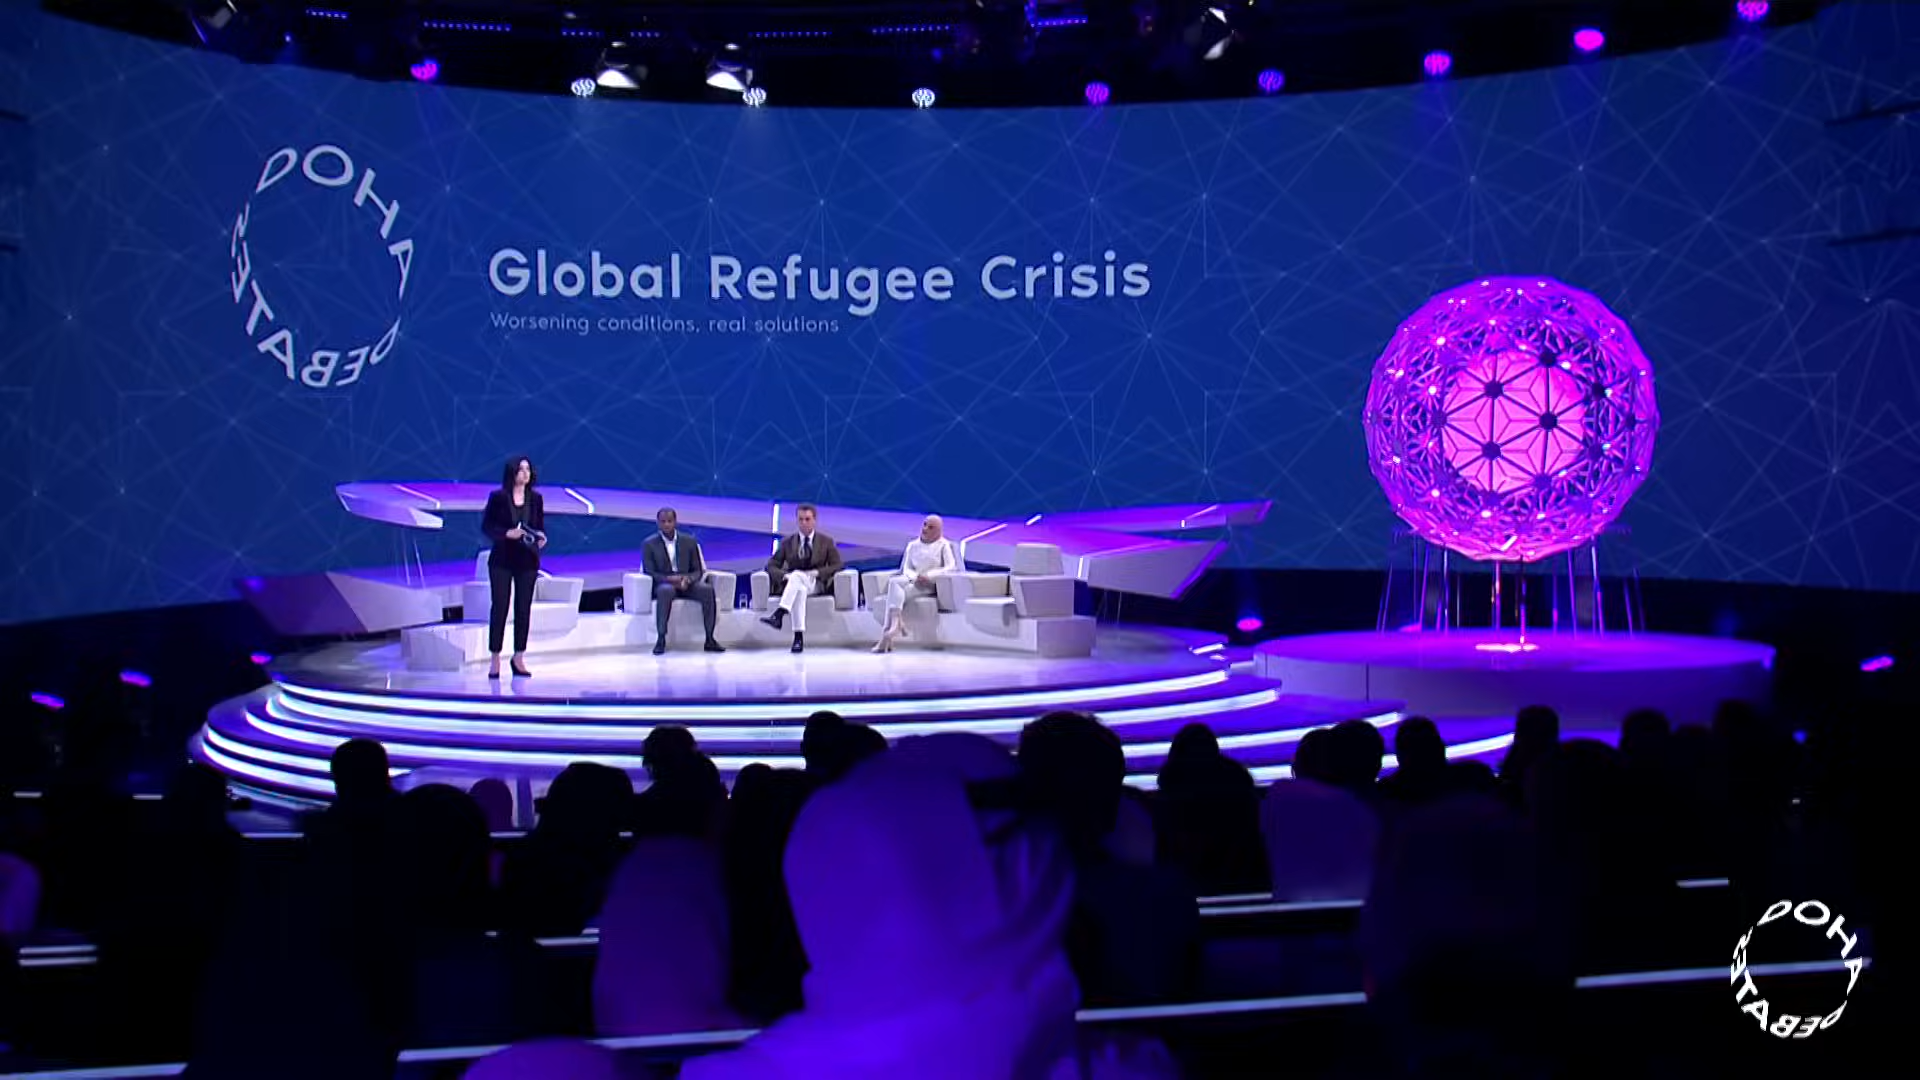 DOHA DEBATES
Global Refugee Crisis
Worsening conditions, real solutions
DOHA DEBATES